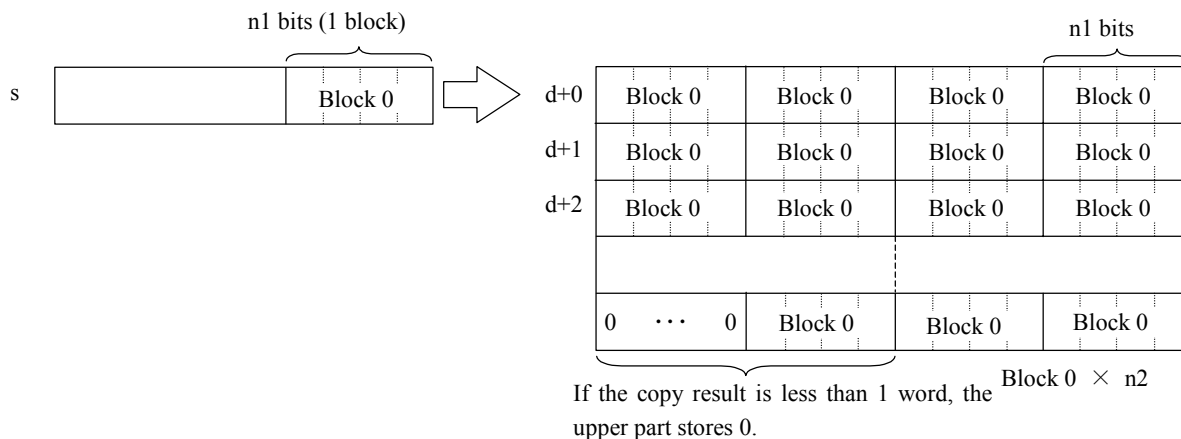 n1 bits (1 block)
n1 bits
s Block 0
d+0 Block 0 Block 0 Block 0 Block 0
d+1 Block 0 Block 0 Block 0 Block 0
d+2 Block 0 Block 0 Block 0 Block 0
0 ··· 0 Block 0 Block 0 Block 0
Block 0 × n2
If the copy result is less than 1 word, the
upper part stores 0.